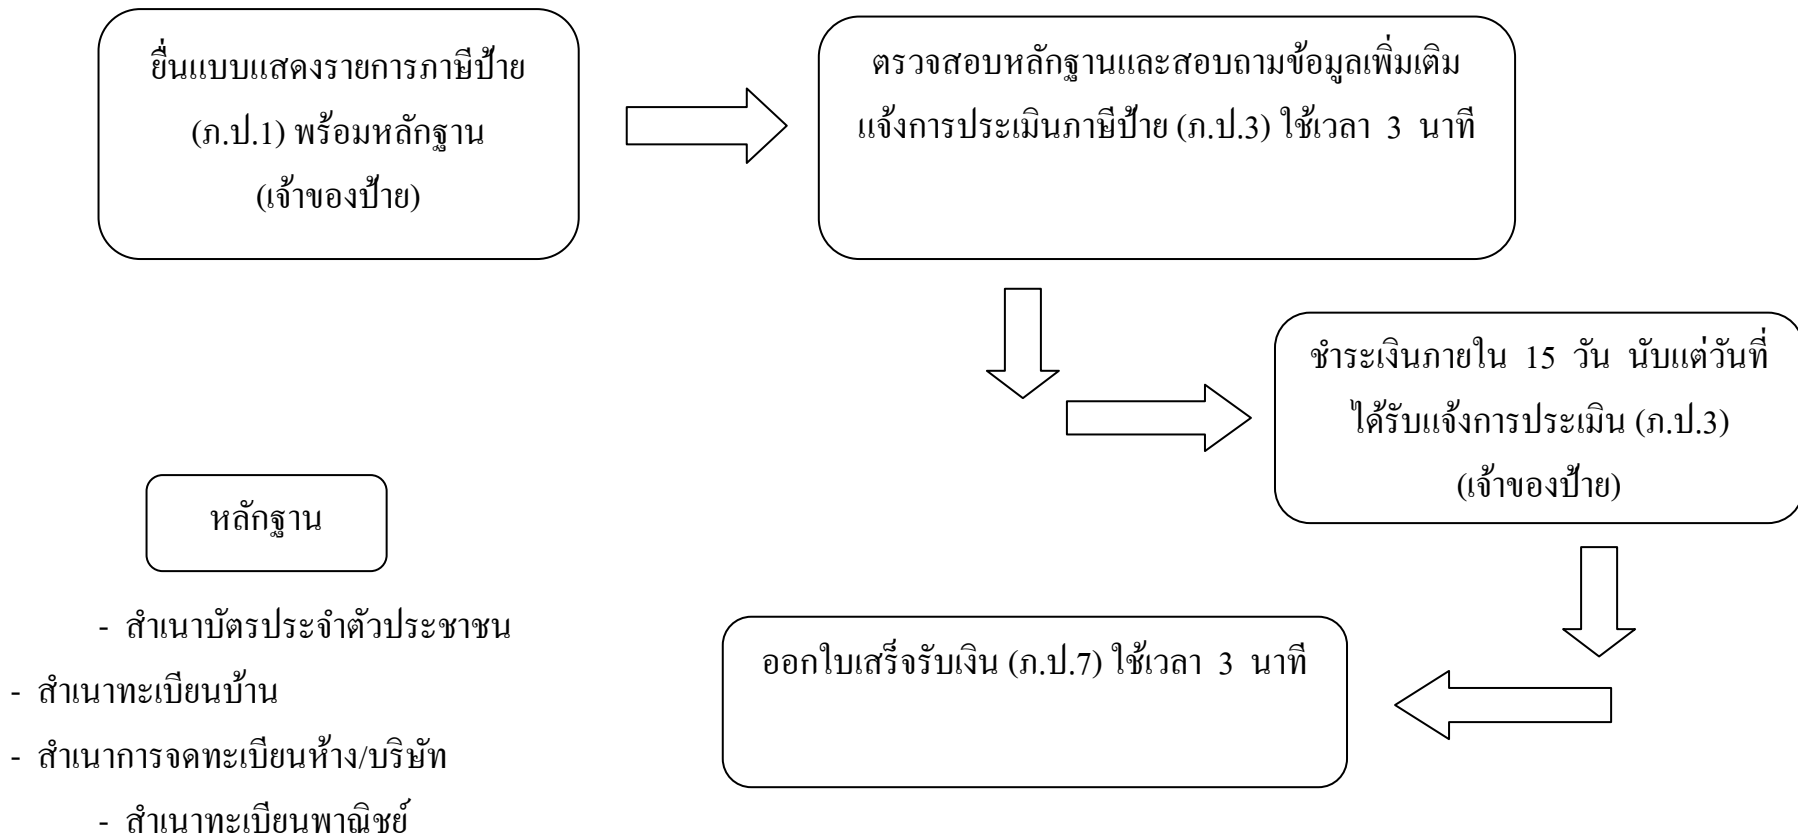 ยื่นแบบแสดงรายการภาษีป้าย
(ภ.ป.1) พร้อมหลักฐาน
(เจ้าของป้าย)
ตรวจสอบหลักฐานและสอบถามข้อมูลเพิ่มเติม
แจ้งการประเมินภาษีป้าย (ภ.ป.3) ใช้เวลา 3 นาที
ชำระเงินภายใน 15 วัน นับแต่วันที่
ได้รับแจ้งการประเมิน (ภ.ป.3)
(เจ้าของป้าย)
ออกใบเสร็จรับเงิน (ภ.ป.7) ใช้เวลา 3 นาที
หลักฐาน
- สำเนาบัตรประจำตัวประชาชน
- สำเนาทะเบียนบ้าน
- สำเนาการจดทะเบียนห้าง/บริษัท
- สำเนาทะเบียนพาณิชย์